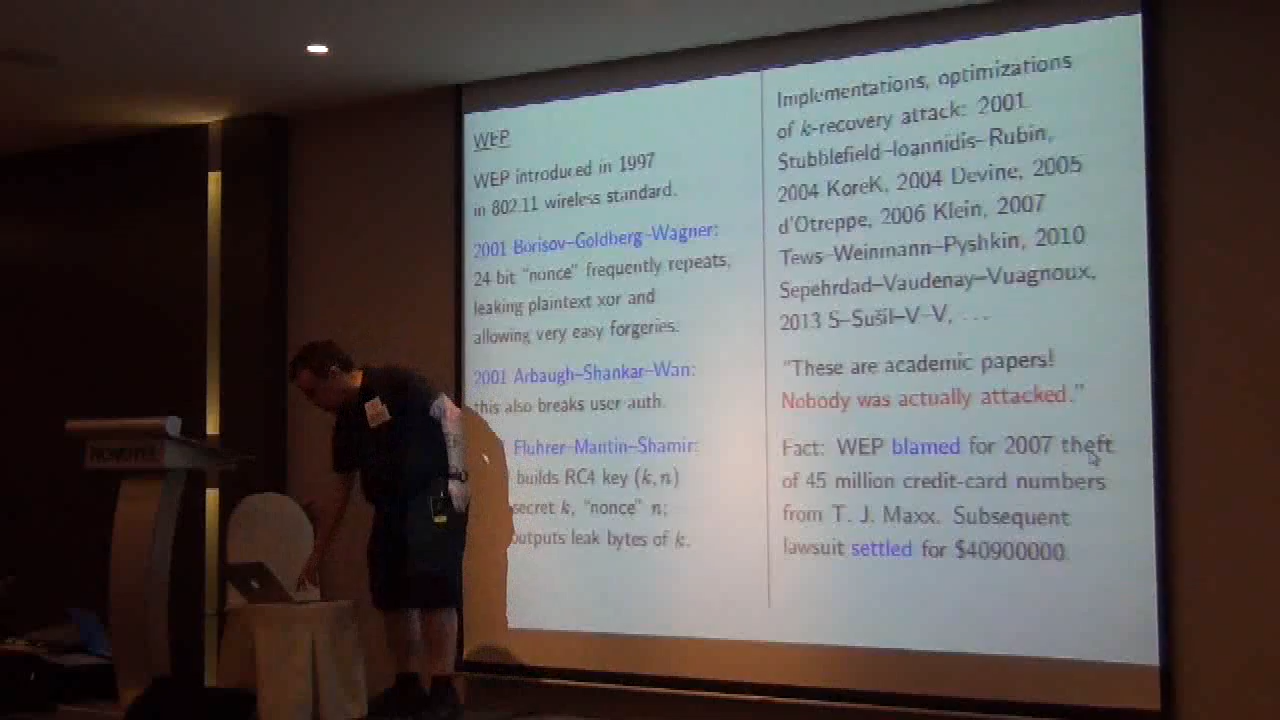 WEP
WEP introduced in 1997
in 802.11 wireless standard.
2001 Borisov–Goldberg–Wagner:
24 bit “nonce” frequently repeats,
leaking plaintext xor and
allowing very easy forgeries.
2001 Arbaugh–Shankar–Wan:
this also breaks user auth.
Fluhrer–Mantin–Shamir:
builds RC4 key (k, n)
secret k, “nonce” n;
outputs leak bytes of k.
Implementations, optimizations
of k-recovery attack: 2001
Stubblefield–Ioannidis–Rubin,
2004 KoreK, 2004 Devine, 2005
d'Otreppe, 2006 Klein, 2007
Tews–Weinmann–Pyshkin, 2010
Sepehrdad–Vaudenay–Vuagnoux,
2013 S–Sušil–V–V, ...
“These are academic papers!
Nobody was actually attacked.”
Fact: WEP blamed for 2007 theft
of 45 million credit-card numbers
from T. J. Maxx. Subsequent
lawsuit settled for $40900000.